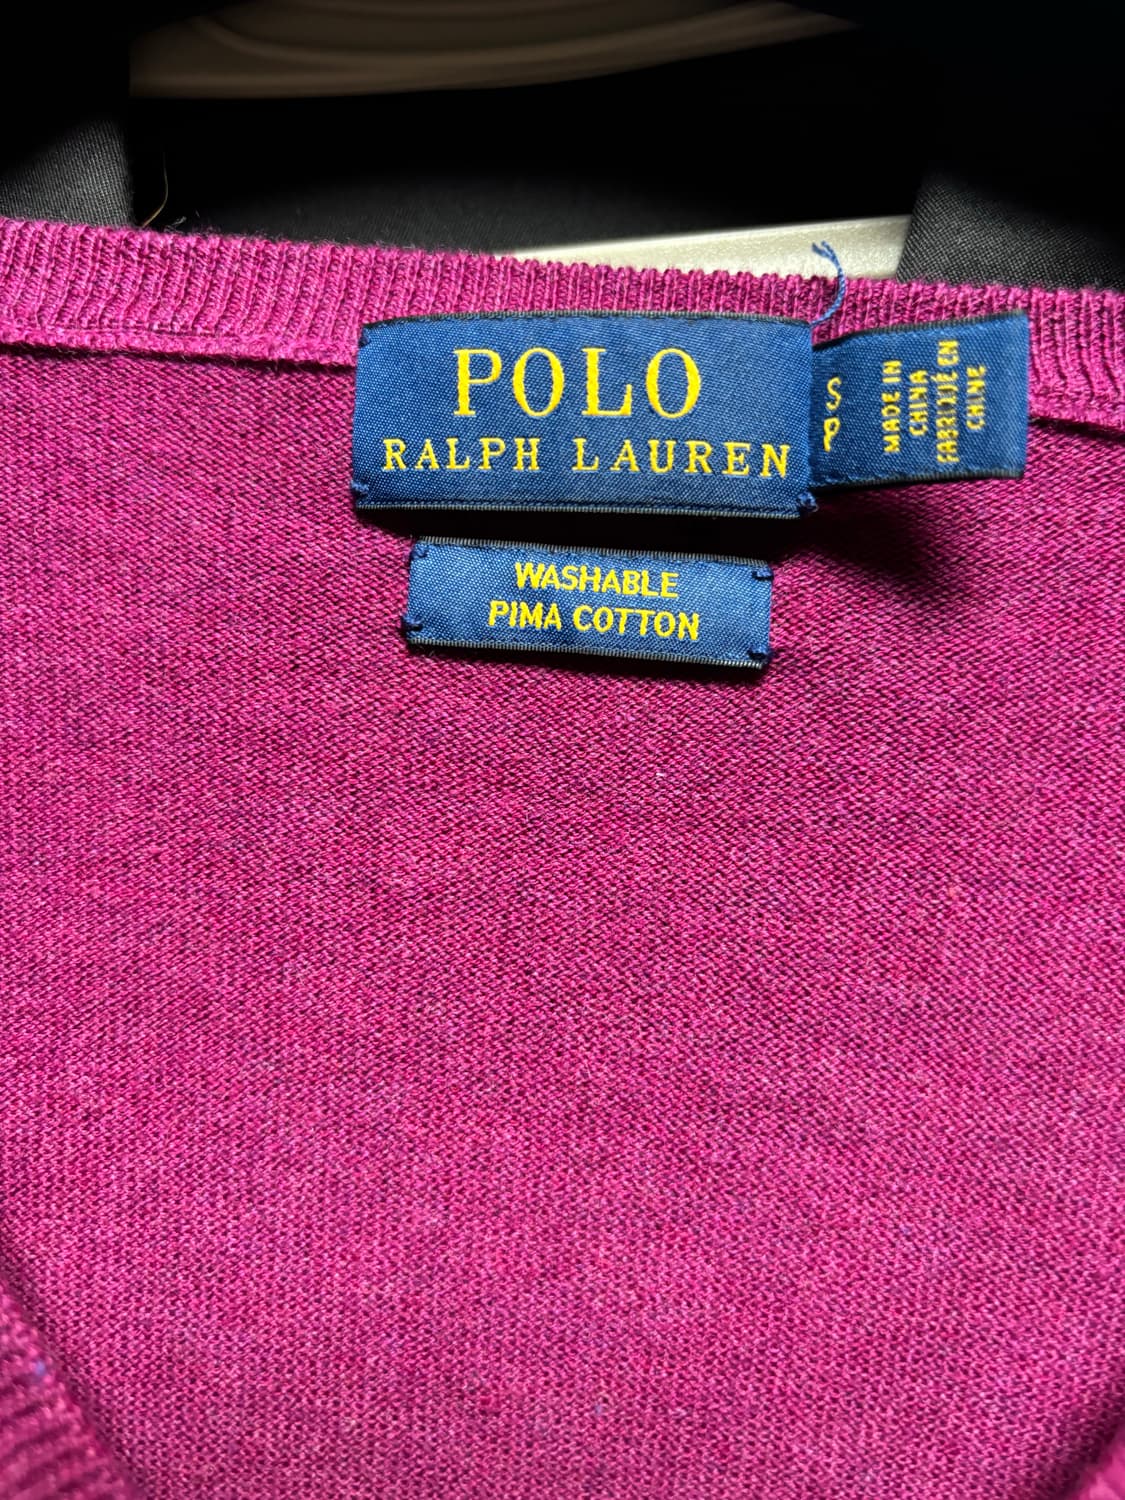 POLO
RALPH LAUREN
S
P
MADE IN
CHINA
FABRIQUÉ EN
CHINE
WASHABLE
PIMA COTTON